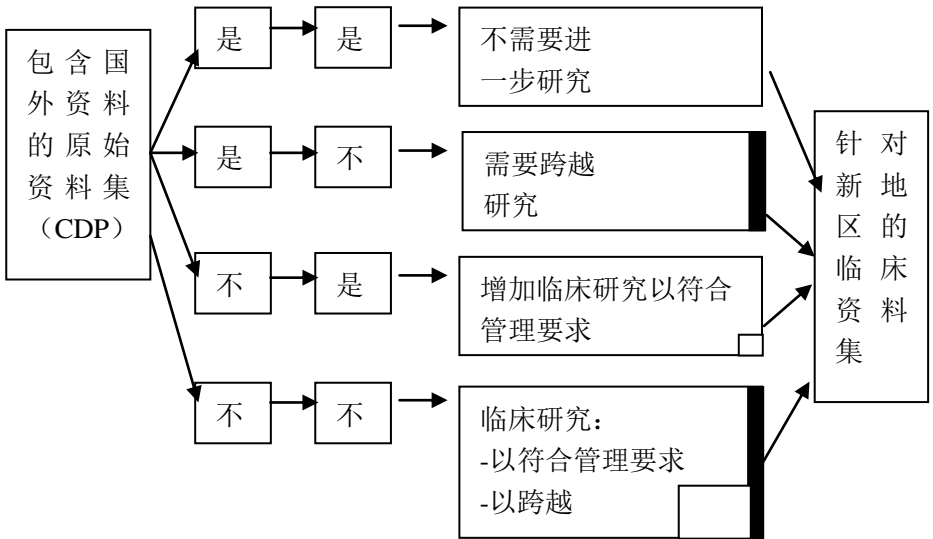 包含国
外资料
的原始
资料集
（CDP）
是
是
不需要进
一步研究
是
不
需要跨越
研究
不
是
增加临床研究以符合
管理要求
不
不
临床研究：
-以符合管理要求
-以跨越
针对
新地
区的
临床
资料
集